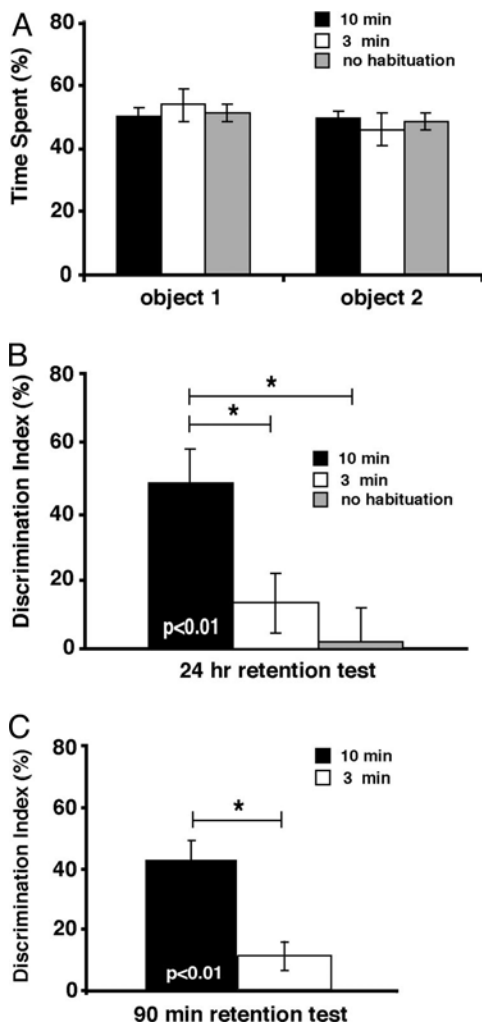 A
80
60
40
20
0
Time Spent (%)
10 min
3 min
no habituation
object 1 object 2
B
80
60
40
20
0
Discrimination Index (%)
*
*
10 min
3 min
no habituation
p<0.01
24 hr retention test
C
80
60
40
20
0
Discrimination Index (%)
10 min
3 min
*
p<0.01
90 min retention test